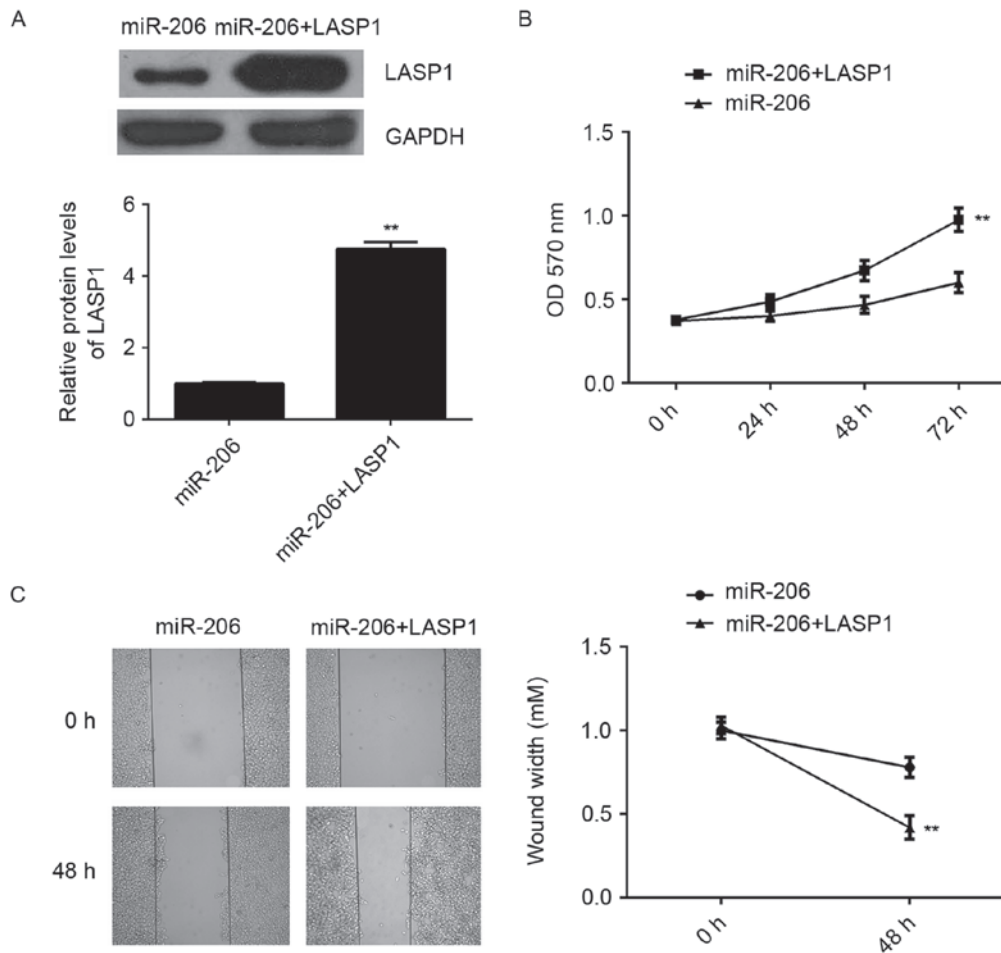 A
miR-206 miR-206+LASP1
LASP1
GAPDH
Relative protein levels
of LASP1
6
4
2
0
**
miR-206
miR-206+LASP1
B
miR-206+LASP1
miR-206
OD 570 nm
1.5
1.0
0.5
0.0
**
0 h
24 h
48 h
72 h
C
miR-206 miR-206+LASP1
0 h
48 h
miR-206
miR-206+LASP1
Wound width (mM)
1.5
1.0
0.5
0.0
**
0 h
48 h